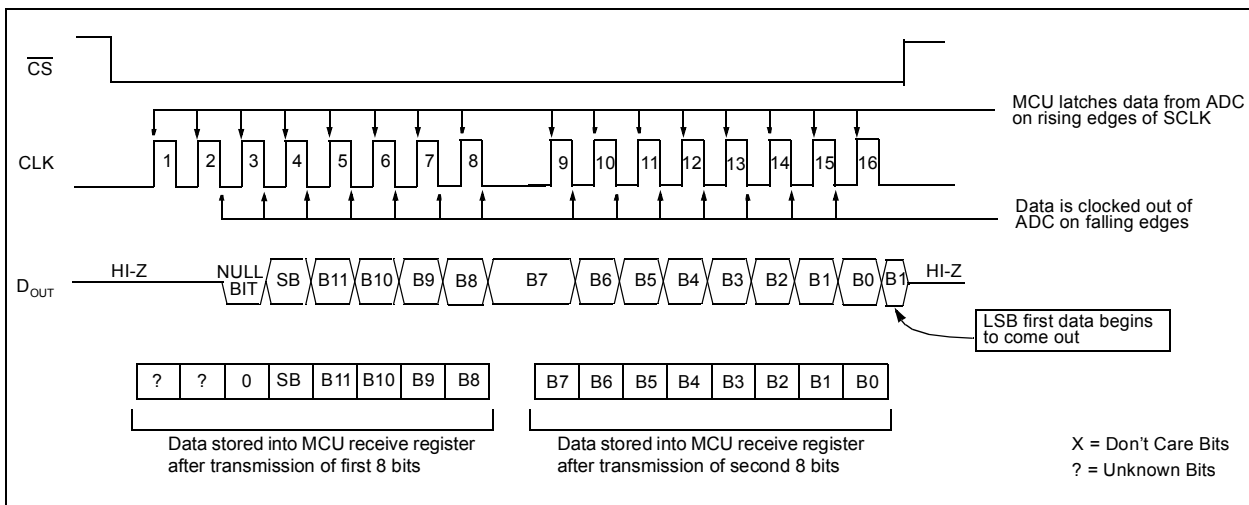 CS
MCU latches data from ADC
on rising edges of SCLK
CLK
1 2 3 4 5 6 7 8 9 10 11 12 13 14 15 16
Data is clocked out of
ADC on falling edges
DOUT
HI-Z
NULL
BIT
SB B11 B10 B9 B8 B7 B6 B5 B4 B3 B2 B1 B0 B1
HI-Z
LSB first data begins
to come out
? ? 0 SB B11 B10 B9 B8
B7 B6 B5 B4 B3 B2 B1 B0
Data stored into MCU receive register
after transmission of first 8 bits
Data stored into MCU receive register
after transmission of second 8 bits
X = Don't Care Bits
? = Unknown Bits